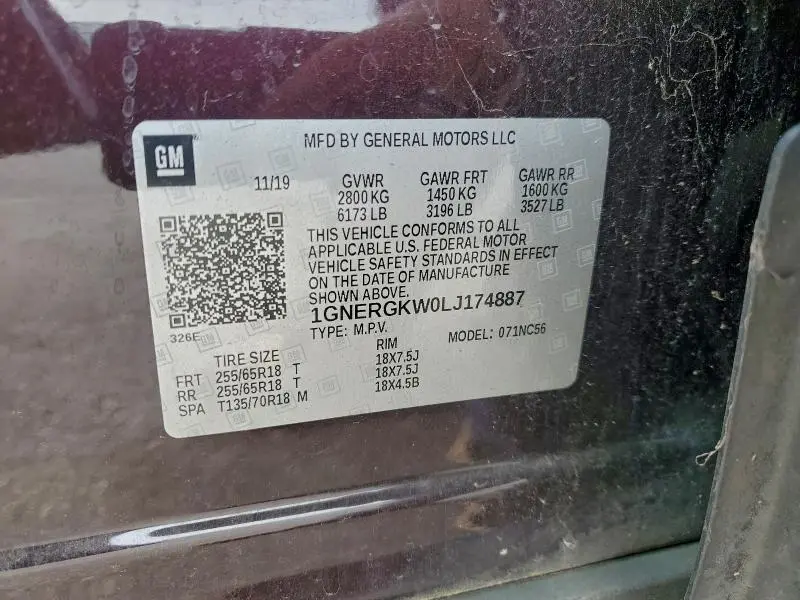 GM
MFD BY GENERAL MOTORS LLC
11/19 GVWR GAWR FRT GAWR RR
2800 KG 1450 KG 1600 KG
6173 LB 3196 LB 3527 LB
THIS VEHICLE CONFORMS TO ALL
APPLICABLE U.S. FEDERAL MOTOR
VEHICLE SAFETY STANDARDS IN EFFECT
ON THE DATE OF MANUFACTURE
SHOWN ABOVE.
1GNERGKW0LJ174887
326E
TYPE: M.P.V. MODEL: 071NC56
TIRE SIZE RIM
FRT 255/65R18 T 18X7.5J
RR 255/65R18 T 18X7.5J
SPA T135/70R18 M 18X4.5B